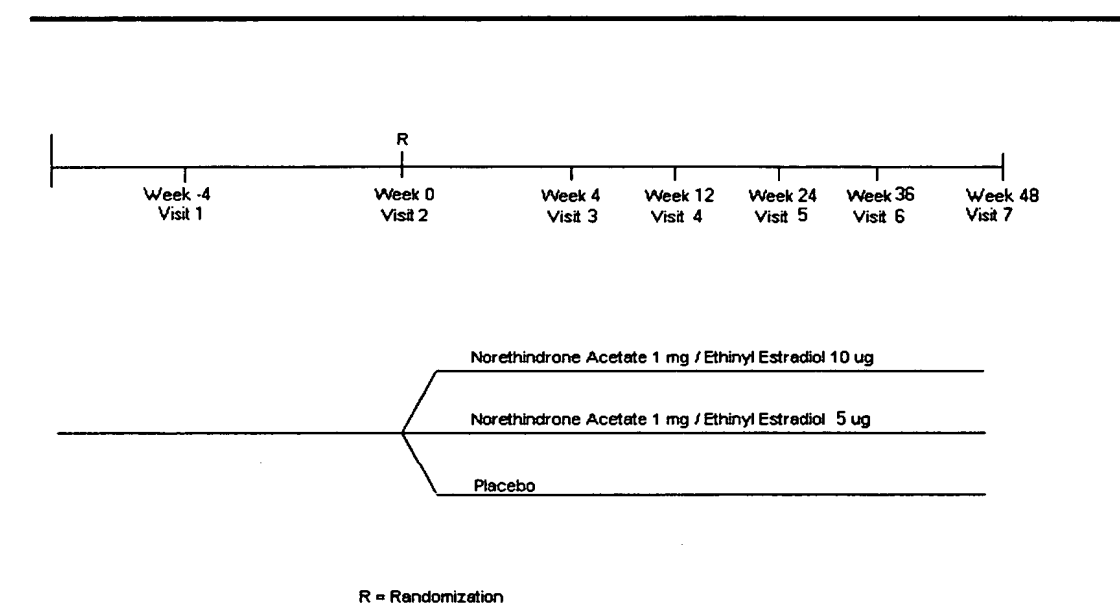 R
Week -4
Visit 1
Week 0
Visit 2
Week 4
Visit 3
Week 12
Visit 4
Week 24
Visit 5
Week 36
Visit 6
Week 48
Visit 7
Norethindrone Acetate 1 mg / Ethinyl Estradiol 10 ug
Norethindrone Acetate 1 mg / Ethinyl Estradiol 5 ug
Placebo
R = Randomization